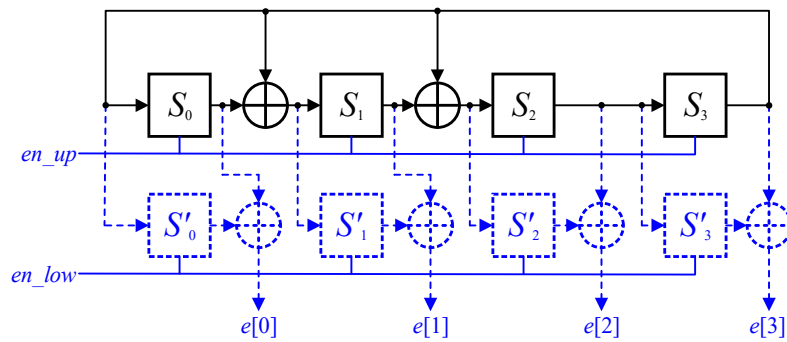 S₀ S₁ S₂ S₃
en_up
S′₀ S′₁ S′₂ S′₃
en_low
e[0] e[1] e[2] e[3]